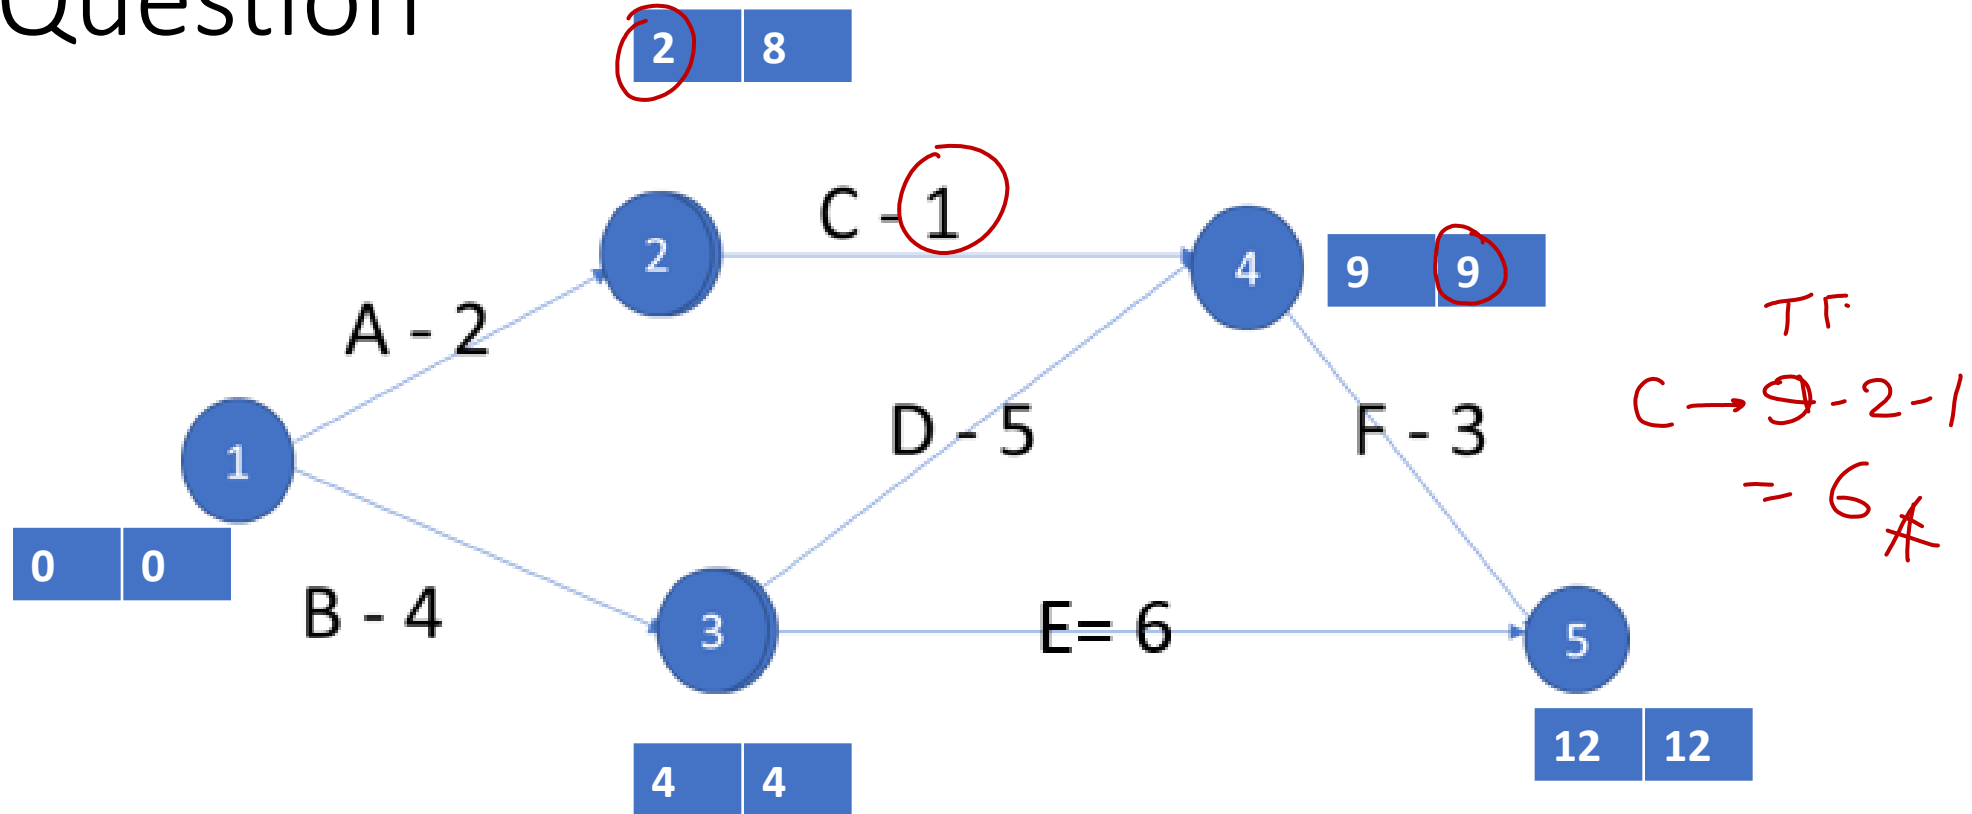 Question
2 8
C - 1
2
4
9 9
A - 2
TF.
C → 9 - 2 - 1
= 6
D - 5
F - 3
1
0 0
B - 4
3
E= 6
5
4 4
12 12